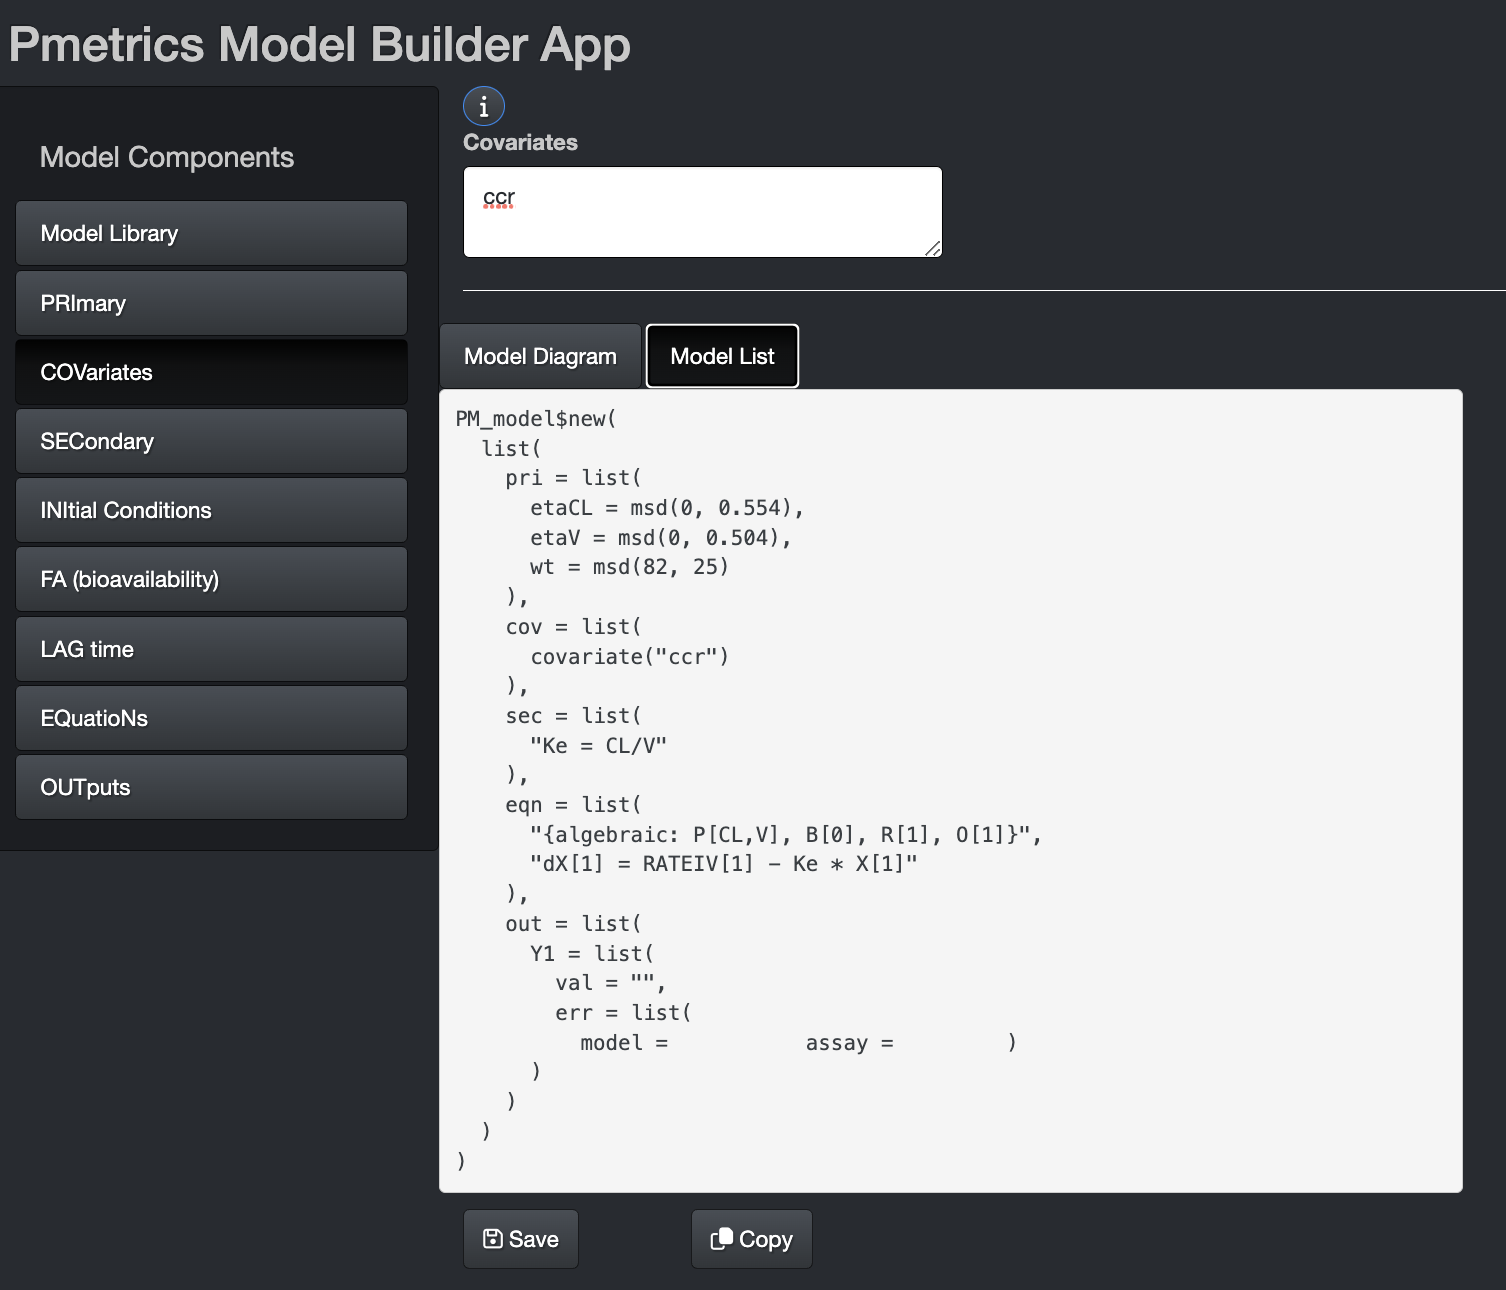 Pmetrics Model Builder App
Model Components
Model Library
PRImary
COVariates
SECondary
INItial Conditions
FA (bioavailability)
LAG time
EQuatioNs
OUTputs
i
Covariates
ccr
Model Diagram
Model List
PM_model$new(
  list(
    pri = list(
      etaCL = msd(0, 0.554),
      etaV = msd(0, 0.504),
      wt = msd(82, 25)
    ),
    cov = list(
      covariate("ccr")
    ),
    sec = list(
      "Ke = CL/V"
    ),
    eqn = list(
      "{algebraic: P[CL,V], B[0], R[1], O[1]}",
      "dX[1] = RATEIV[1] - Ke * X[1]"
    ),
    out = list(
      Y1 = list(
        val = "",
        err = list(
          model =           assay =         )
      )
    )
  )
)
Save
Copy